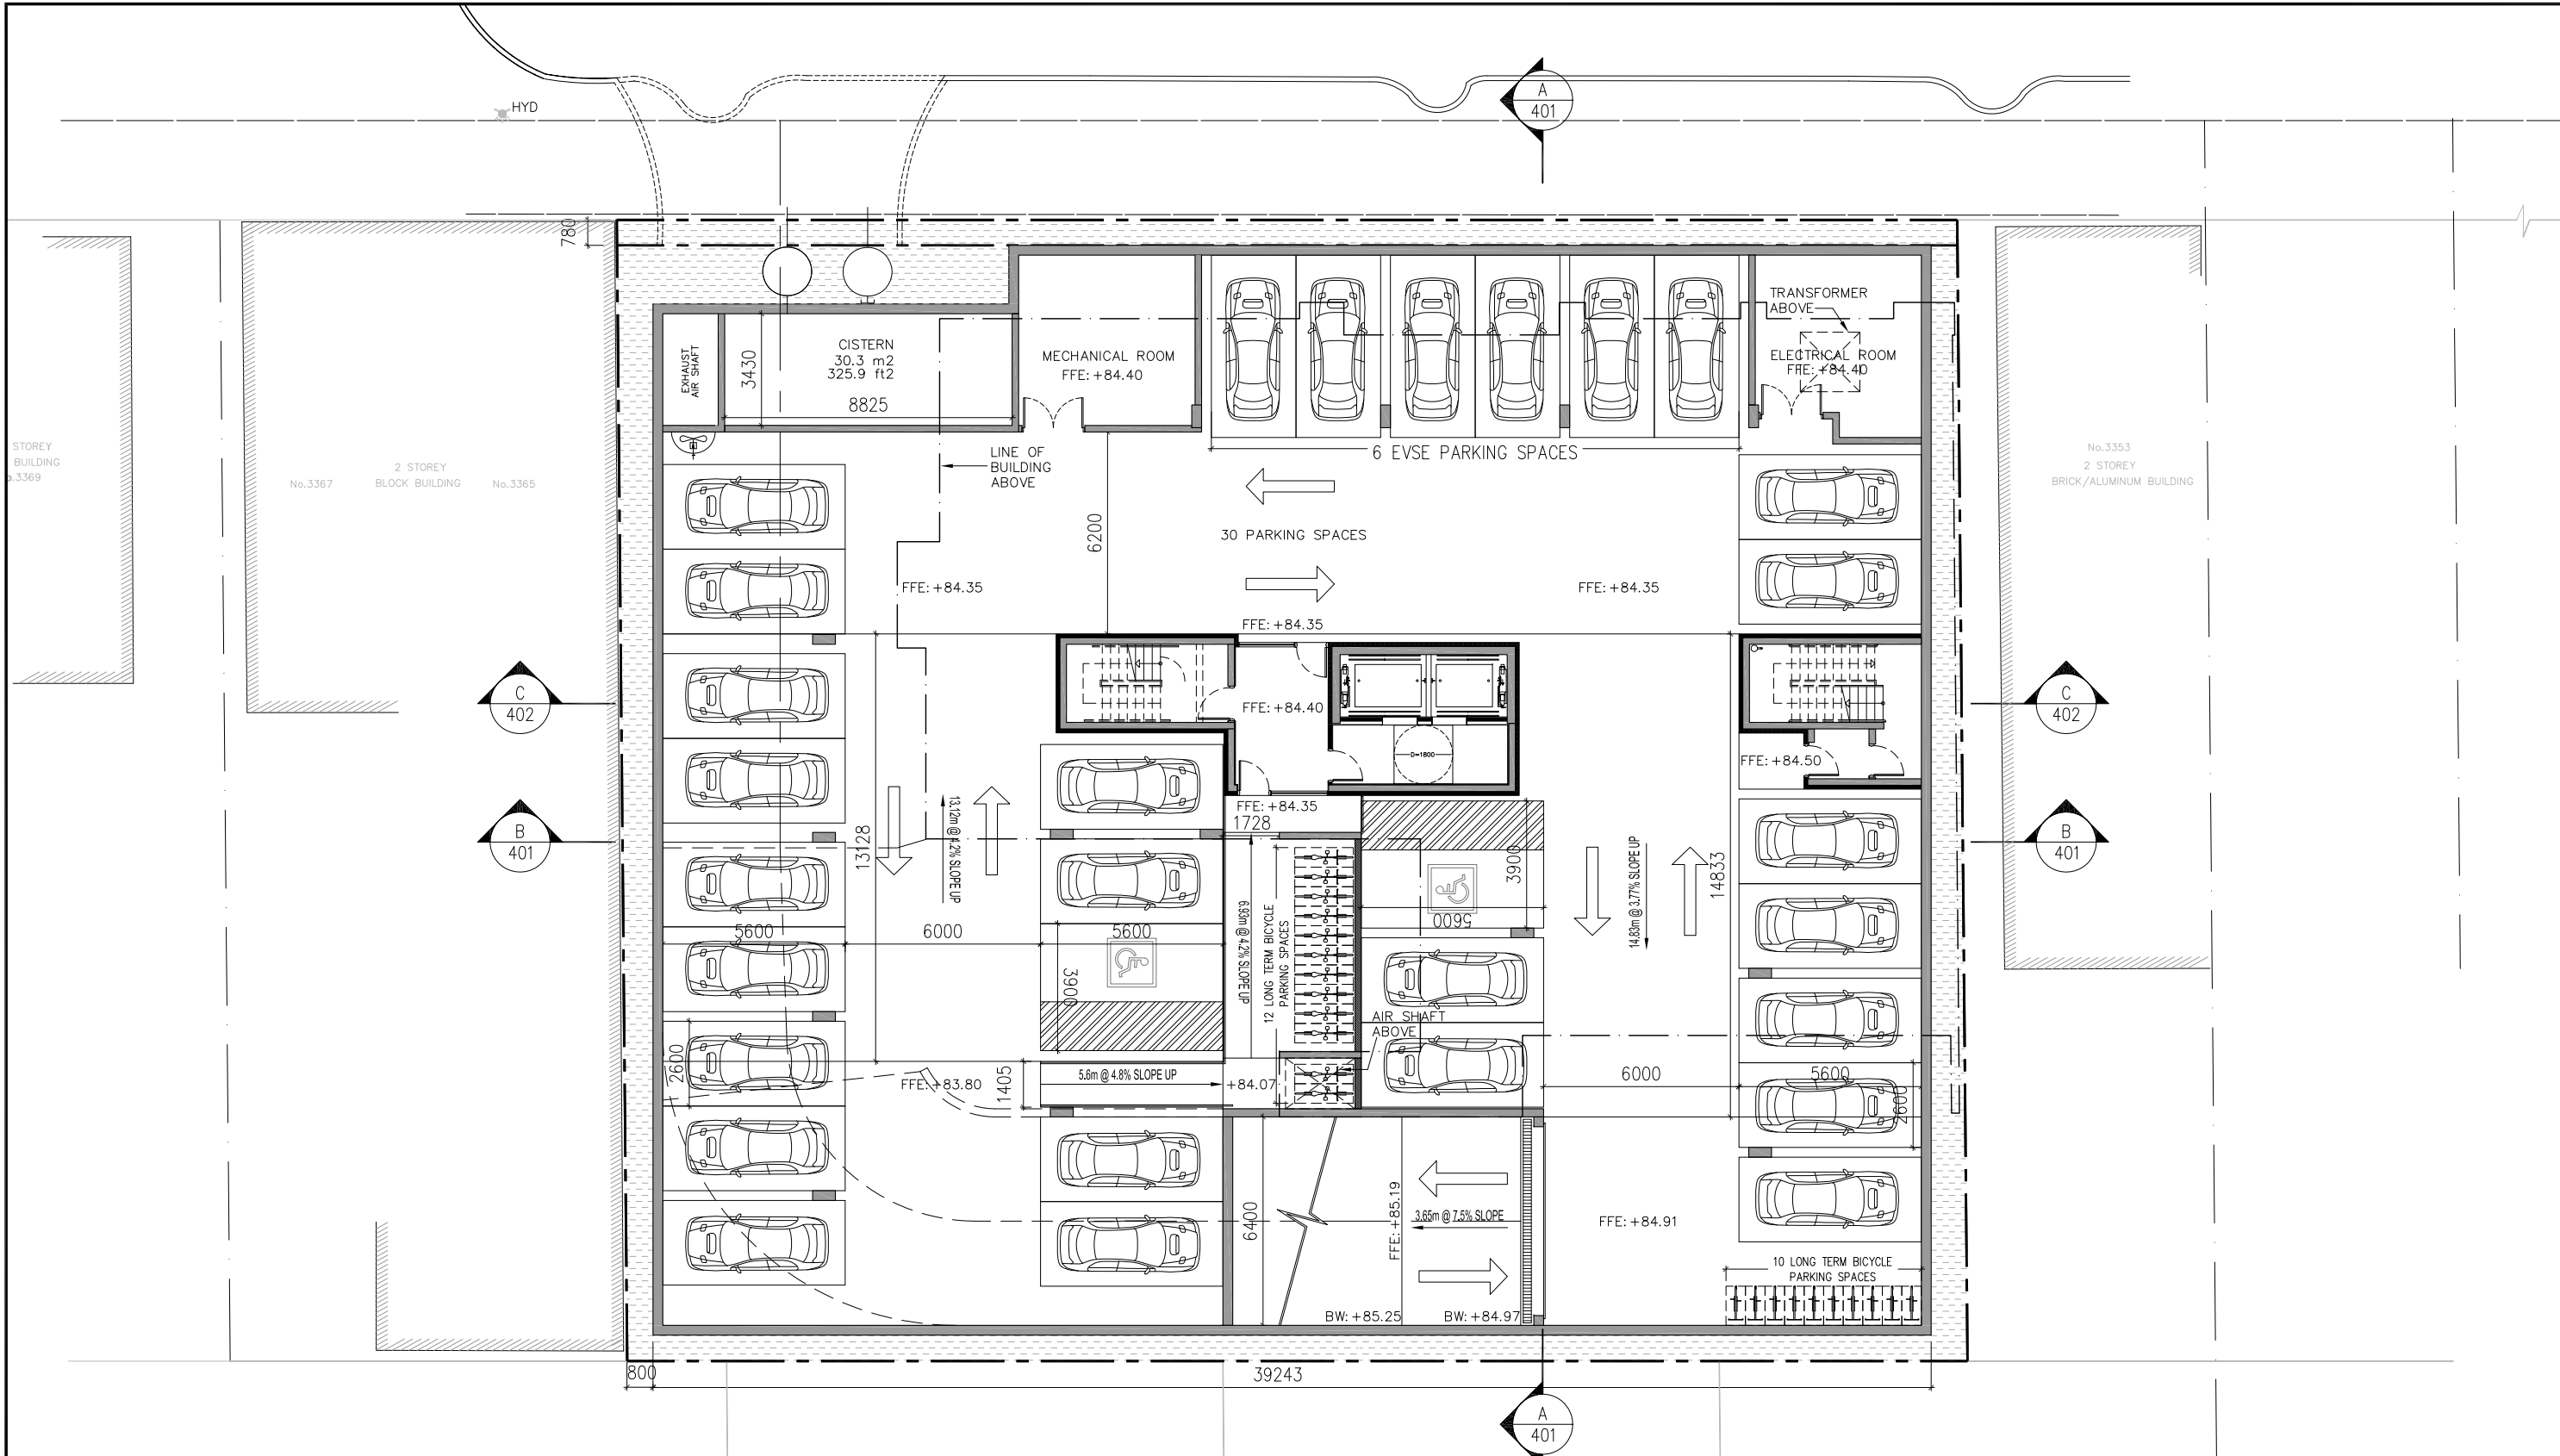 HYD
A
401
780
TRANSFORMER
ABOVE
EXHAUST
AIR SHAFT
3430
CISTERN
30.3 m2
325.9 ft2
8825
MECHANICAL ROOM
FFE: +84.40
ELECTRICAL ROOM
FFE: +84.40
STOREY
BUILDING
.3369
2 STOREY
BLOCK BUILDING
No.3367
No.3365
LINE OF
BUILDING
ABOVE
6 EVSE PARKING SPACES
No.3353
2 STOREY
BRICK/ALUMINUM BUILDING
6200
30 PARKING SPACES
FFE: +84.35
FFE: +84.35
FFE: +84.35
C
402
FFE: +84.40
C
402
D=1800
FFE: +84.50
B
401
13128
13.12m @ 4.2% SLOPE UP
FFE: +84.35
1728
3900
14.83m @ 3.77% SLOPE UP
14833
B
401
5600
6000
5600
6.93m @ 4.2% SLOPE UP
12 LONG TERM BICYCLE
PARKING SPACES
5600
3900
AIR SHAFT
ABOVE
2600
FFE: +83.80
1405
5.6m @ 4.8% SLOPE UP
+84.07
6000
5600
2600
6400
FFE: +85.19
3.65m @ 7.5% SLOPE
FFE: +84.91
10 LONG TERM BICYCLE
PARKING SPACES
BW: +85.25
BW: +84.97
800
39243
A
401